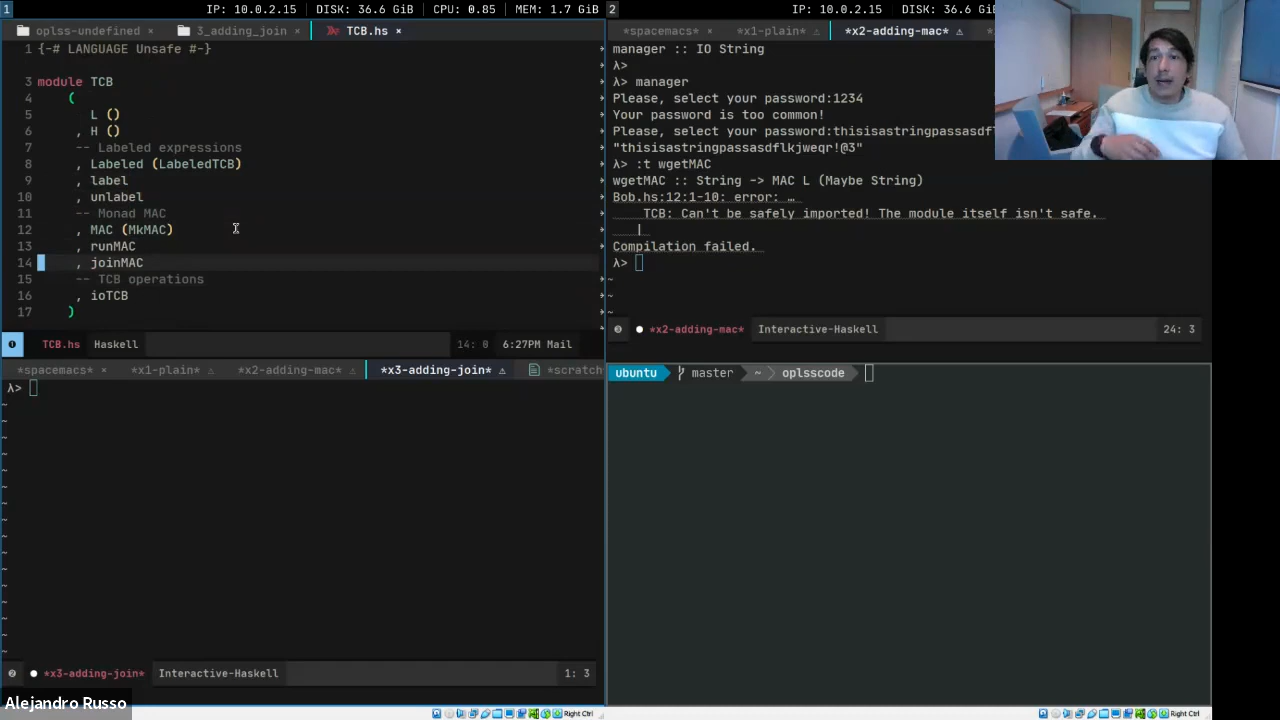 1 IP: 10.0.2.15 | DISK: 36.6 GiB | CPU: 0.85 | MEM: 1.7 GiB
oplss-undefined × 3_adding_join × TCB.hs ×
1 {-# LANGUAGE Unsafe #-}
3 module TCB
4 (
5 L ()
6 , H ()
7 -- Labeled expressions
8 , Labeled (LabeledTCB)
9 , label
10 , unlabel
11 -- Monad MAC
12 , MAC (MkMAC)
13 , runMAC
14 , joinMAC
15 -- TCB operations
16 , ioTCB
17 )
TCB.hs Haskell 14: 8 6:27PM Mail
*spacemacs* × *x1-plain* *x2-adding-mac* *x3-adding-join* *scratch
λ>
*x3-adding-join* Interactive-Haskell 1: 3
Alejandro Russo
Right Ctrl
2 IP: 10.0.2.15 | DISK: 36.6 GiB
*spacemacs* × *x1-plain* *x2-adding-mac*
manager :: IO String
λ>
λ> manager
Please, select your password:1234
Your password is too common!
Please, select your password:thisisastringpassadsfl
"thisisastringpassasdflkjweqr!@3"
λ> :t wgetMAC
wgetMAC :: String -> MAC L (Maybe String)
Bob.hs:12:1-10: error: …
TCB: Can't be safely imported! The module itself isn't safe.
|
Compilation failed.
λ>
*x2-adding-mac* Interactive-Haskell 24: 3
ubuntu master ~ oplsscode
Right Ctrl